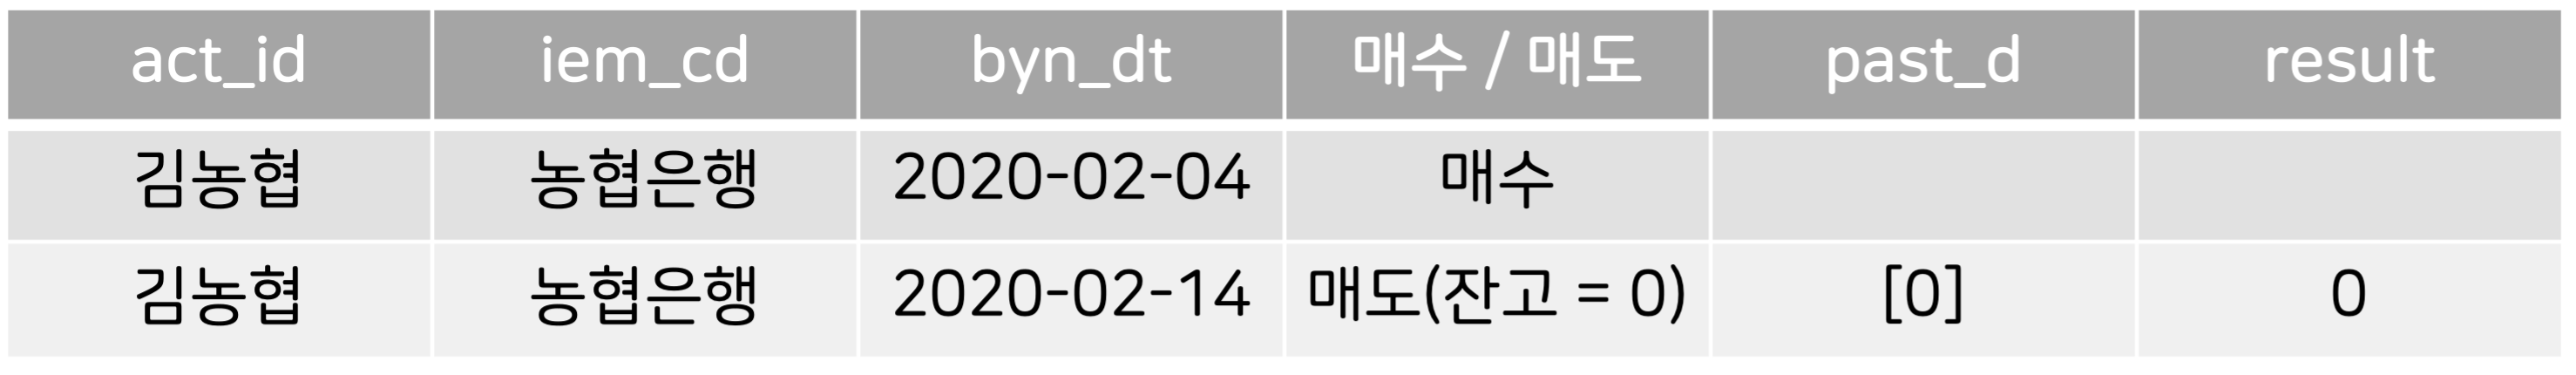 act_id iem_cd byn_dt 매수 / 매도 past_d result
김농협 농협은행 2020-02-04 매수
김농협 농협은행 2020-02-14 매도(잔고 = 0) [0] 0